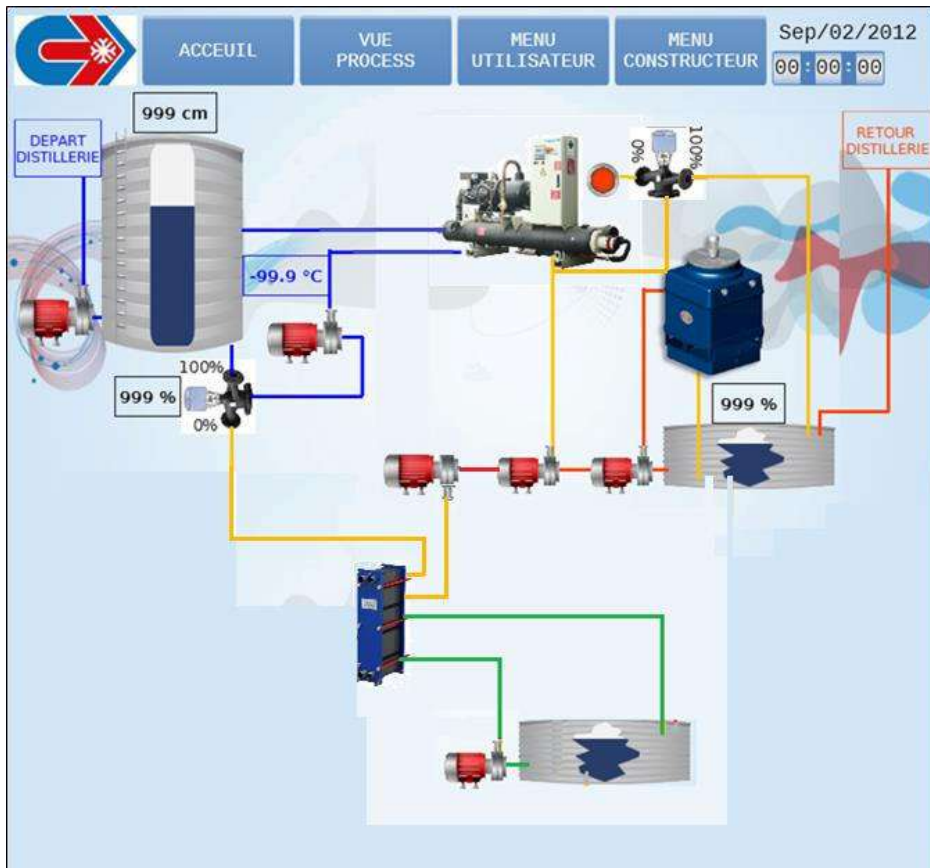 ACCEUIL
VUE
PROCESS
MENU
UTILISATEUR
MENU
CONSTRUCTEUR
Sep/02/2012
00:00:00
999 cm
DEPART
DISTILLERIE
0%
100%
RETOUR
DISTILLERIE
-99.9 °C
100%
999 %
0%
999 %